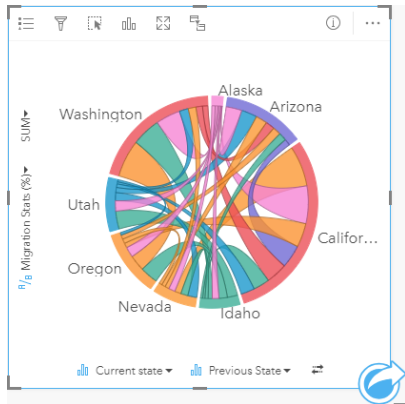 Alaska
Arizona
Washington
Utah
Califor...
Oregon
Nevada
Idaho
SUM
A/B Migration Stats (%)
Current state
Previous State